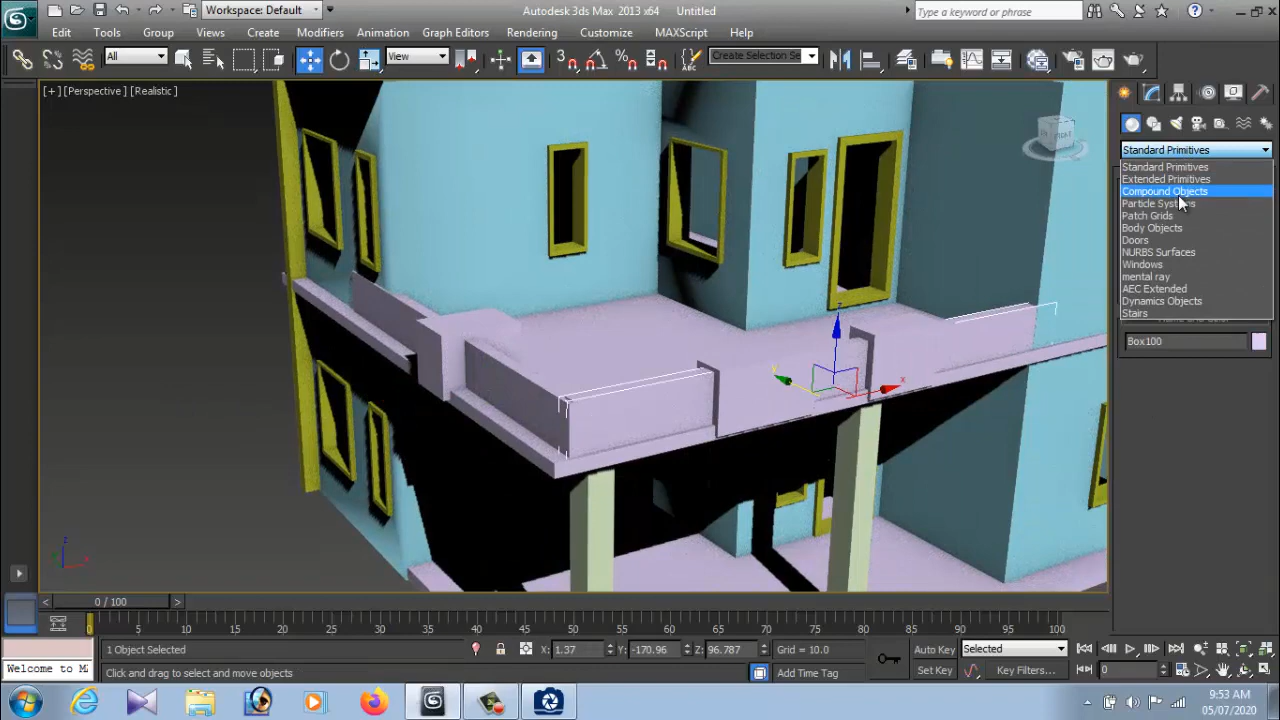 Workspace: Default
Autodesk 3ds Max 2013 x64 Untitled
Type a keyword or phrase
Edit Tools Group Views Create Modifiers Animation Graph Editors Rendering Customize MAXScript Help
All View Create Selection Se
[ + ] [Perspective ] [Realistic ]
Standard Primitives
Standard Primitives
Extended Primitives
Compound Objects
Particle Systems
Patch Grids
Body Objects
Doors
NURBS Surfaces
Windows
mental ray
AEC Extended
Dynamics Objects
Stairs
Box100
z
x
y
z
x
0 / 100
0 5 10 15 20 25 30 35 40 45 50 55 60 65 70 75 80 85 90 95 100
1 Object Selected X: 1.37 Y: -170.96 Z: 96.787 Grid = 10.0 Auto Key Selected
Welcome to M Click and drag to select and move objects Add Time Tag Set Key Key Filters... 0
9:53 AM
05/07/2020